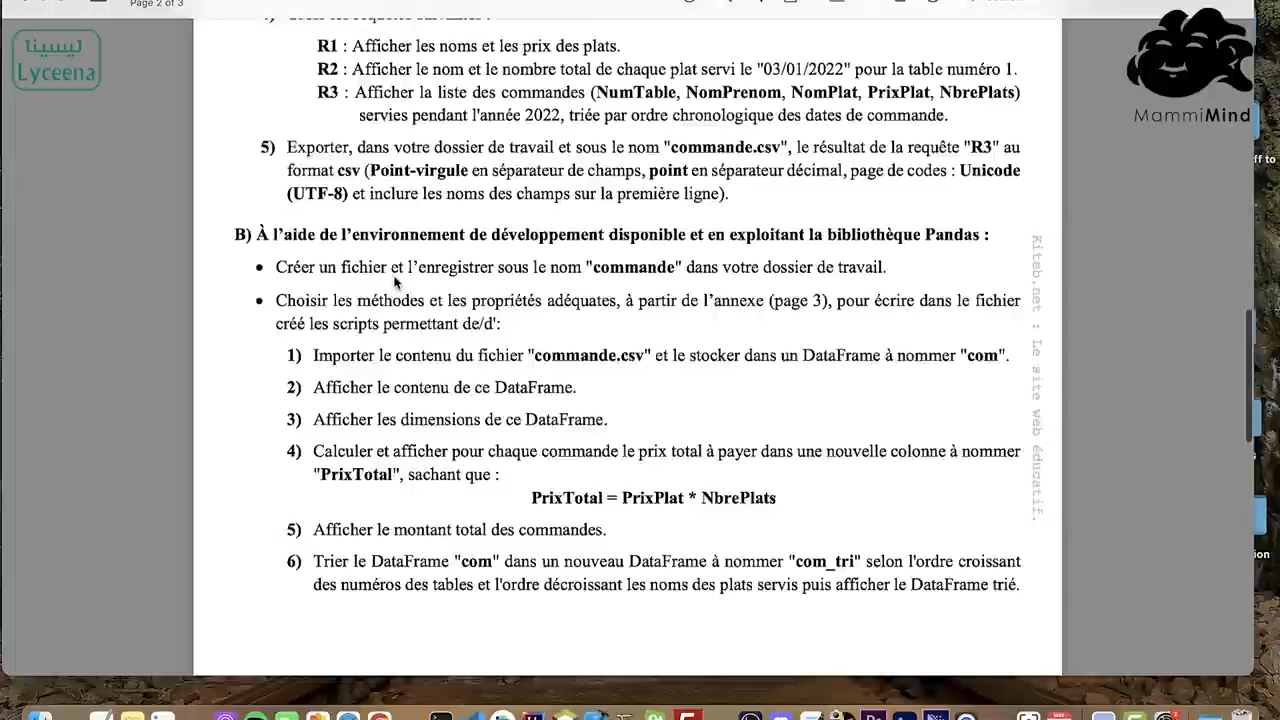 Page 2 of 3
ليسينا
Lyceena
MammiMind
R1 : Afficher les noms et les prix des plats.
R2 : Afficher le nom et le nombre total de chaque plat servi le "03/01/2022" pour la table numéro 1.
R3 : Afficher la liste des commandes (NumTable, NomPrenom, NomPlat, PrixPlat, NbrePlats)
servies pendant l'année 2022, triée par ordre chronologique des dates de commande.
5) Exporter, dans votre dossier de travail et sous le nom "commande.csv", le résultat de la requête "R3" au
format csv (Point-virgule en séparateur de champs, point en séparateur décimal, page de codes : Unicode
(UTF-8) et inclure les noms des champs sur la première ligne).
B) À l’aide de l’environnement de développement disponible et en exploitant la bibliothèque Pandas :
• Créer un fichier et l’enregistrer sous le nom "commande" dans votre dossier de travail.
• Choisir les méthodes et les propriétés adéquates, à partir de l’annexe (page 3), pour écrire dans le fichier
créé les scripts permettant de/d':
1) Importer le contenu du fichier "commande.csv" et le stocker dans un DataFrame à nommer "com".
2) Afficher le contenu de ce DataFrame.
3) Afficher les dimensions de ce DataFrame.
4) Calculer et afficher pour chaque commande le prix total à payer dans une nouvelle colonne à nommer
"PrixTotal", sachant que :
PrixTotal = PrixPlat * NbrePlats
5) Afficher le montant total des commandes.
6) Trier le DataFrame "com" dans un nouveau DataFrame à nommer "com_tri" selon l'ordre croissant
des numéros des tables et l'ordre décroissant les noms des plats servis puis afficher le DataFrame trié.
Kiteb.net : Le site web éducatif.
ff to
ion